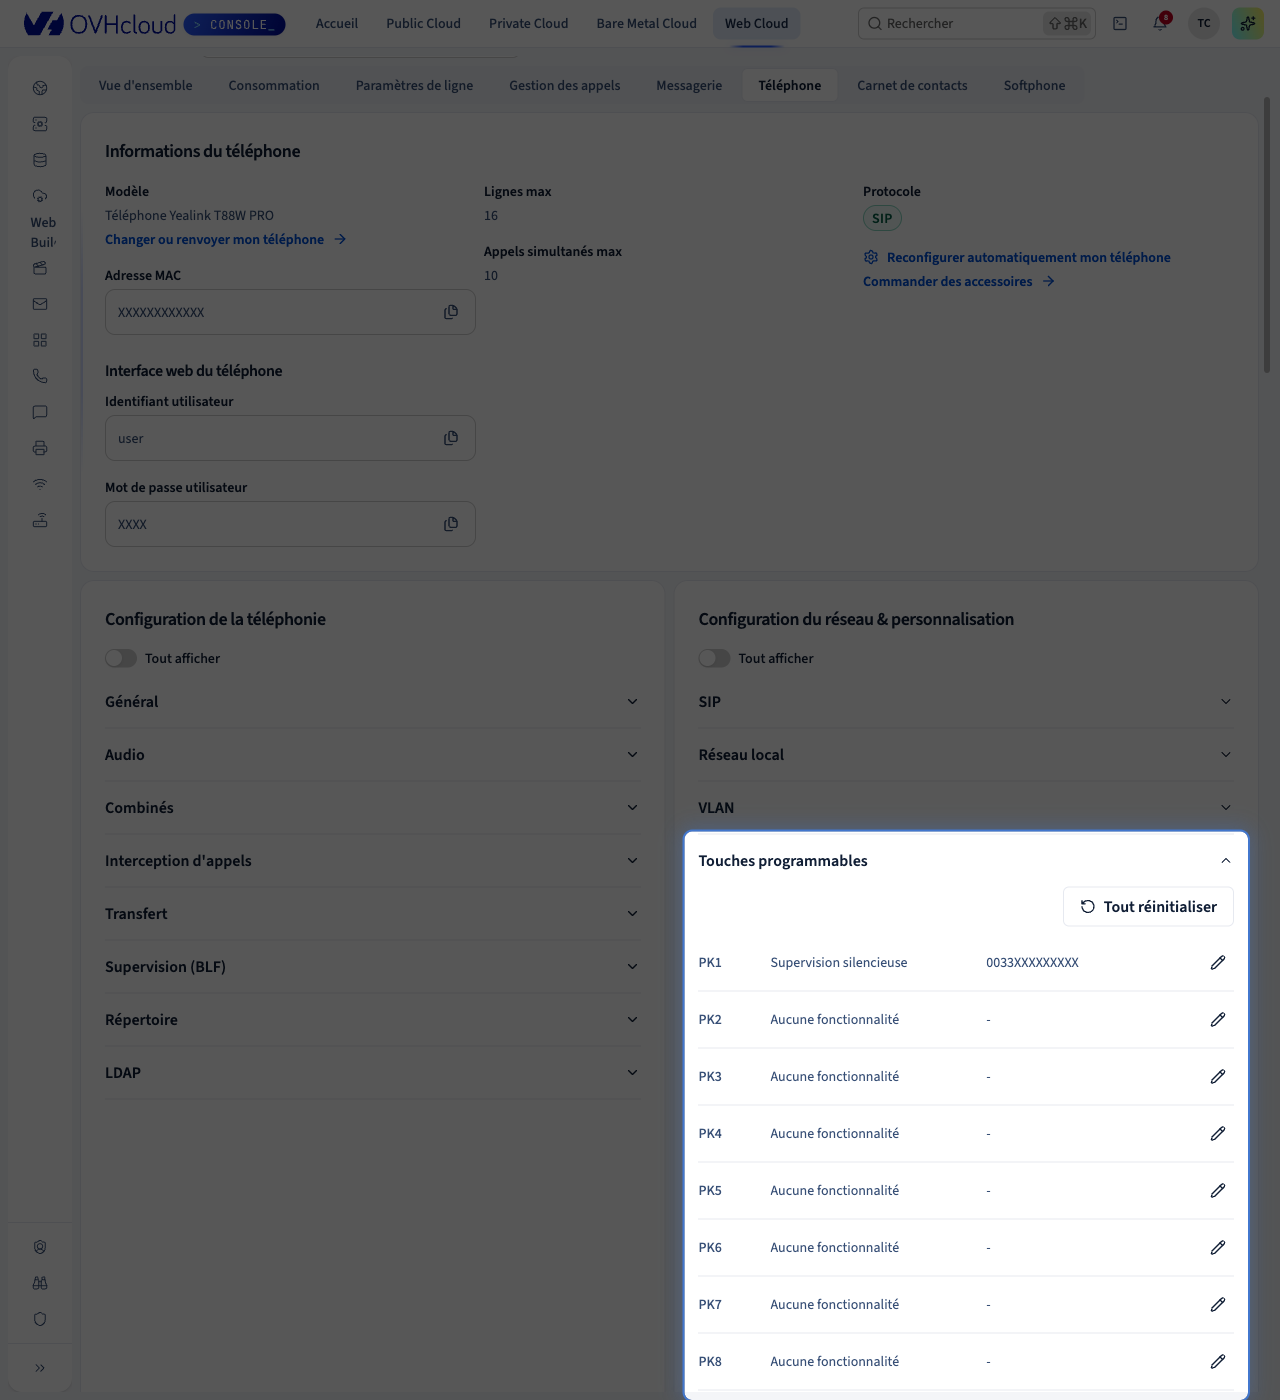 OVHcloud > CONSOLE_ Accueil Public Cloud Private Cloud Bare Metal Cloud Web Cloud Rechercher ⇧⌘K 8 TC
Vue d'ensemble Consommation Paramètres de ligne Gestion des appels Messagerie Téléphone Carnet de contacts Softphone
Web
Buil
Informations du téléphone
Modèle
Téléphone Yealink T88W PRO
Changer ou renvoyer mon téléphone
Adresse MAC
XXXXXXXXXXXX
Lignes max
16
Appels simultanés max
10
Protocole
SIP
Reconfigurer automatiquement mon téléphone
Commander des accessoires
Interface web du téléphone
Identifiant utilisateur
user
Mot de passe utilisateur
XXXX
Configuration de la téléphonie
Tout afficher
Général
Audio
Combinés
Interception d'appels
Transfert
Supervision (BLF)
Répertoire
LDAP
Configuration du réseau & personnalisation
Tout afficher
SIP
Réseau local
VLAN
Touches programmables
Tout réinitialiser
PK1 Supervision silencieuse 0033XXXXXXXXX
PK2 Aucune fonctionnalité -
PK3 Aucune fonctionnalité -
PK4 Aucune fonctionnalité -
PK5 Aucune fonctionnalité -
PK6 Aucune fonctionnalité -
PK7 Aucune fonctionnalité -
PK8 Aucune fonctionnalité -